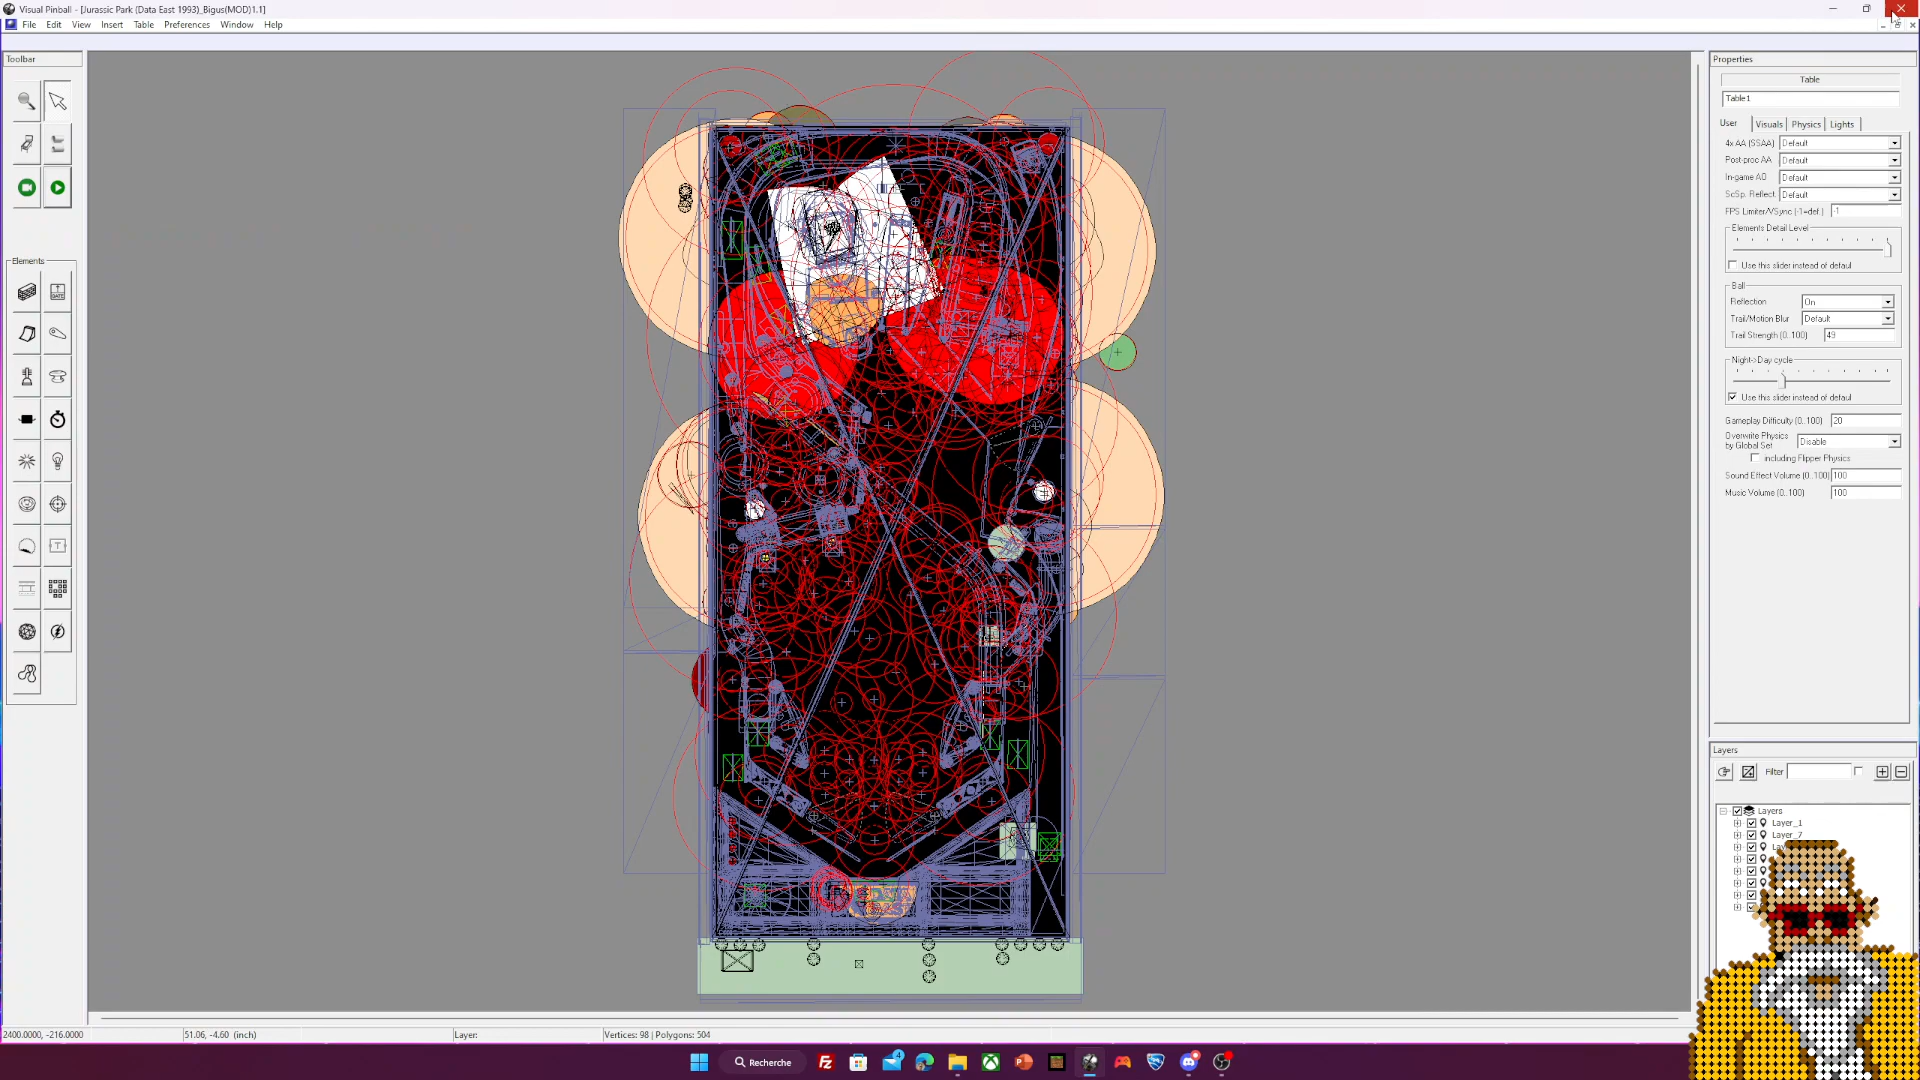 Visual Pinball - [Jurassic Park (Data East 1993)_Bigus(MOD)1.1]
File Edit View Insert Table Preferences Window Help
Toolbar
Properties
Table
Table1
User Visuals Physics Lights
4x AA (SSAA) Default
Post-proc AA Default
In-game AO Default
ScSp. Reflect. Default
FPS Limiter/VSync (-1=def.) -1
Elements Detail Level
Use this slider instead of defaul
Ball
Reflection On
Trail/Motion Blur Default
Trail Strength (0..100) 49
Night->Day cycle
Use this slider instead of defaul
Gameplay Difficulty (0..100) 20
Overwrite Physics
by Global Set Disable
including Flipper Physics
Sound Effect Volume (0..100) 100
Music Volume (0..100) 100
Elements
GATE
T
Layers
Filter
Layers
Layer_1
Layer_7
2400.0000, -216.0000
51.06, -4.60 (inch)
Layer:
Vertices: 98 | Polygons: 504
Recherche
4